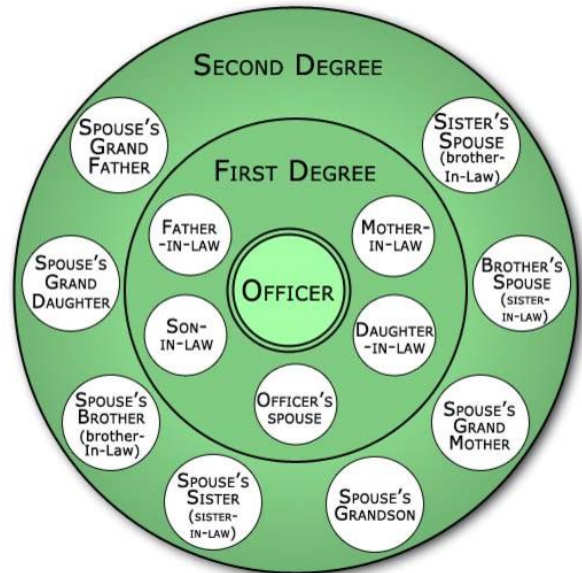 SECOND DEGREE
SPOUSE'S
GRAND
FATHER
SISTER'S
SPOUSE
(brother-
In-Law)
FIRST DEGREE
FATHER
-IN-LAW
MOTHER-
IN-LAW
SPOUSE'S
GRAND
DAUGHTER
OFFICER
BROTHER'S
SPOUSE
(SISTER-
IN-LAW)
SON-
IN-LAW
DAUGHTER
-IN-LAW
OFFICER'S
SPOUSE
SPOUSE'S
BROTHER
(brother-
In-Law)
SPOUSE'S
GRAND
MOTHER
SPOUSE'S
SISTER
(SISTER-
IN-LAW)
SPOUSE'S
GRANDSON